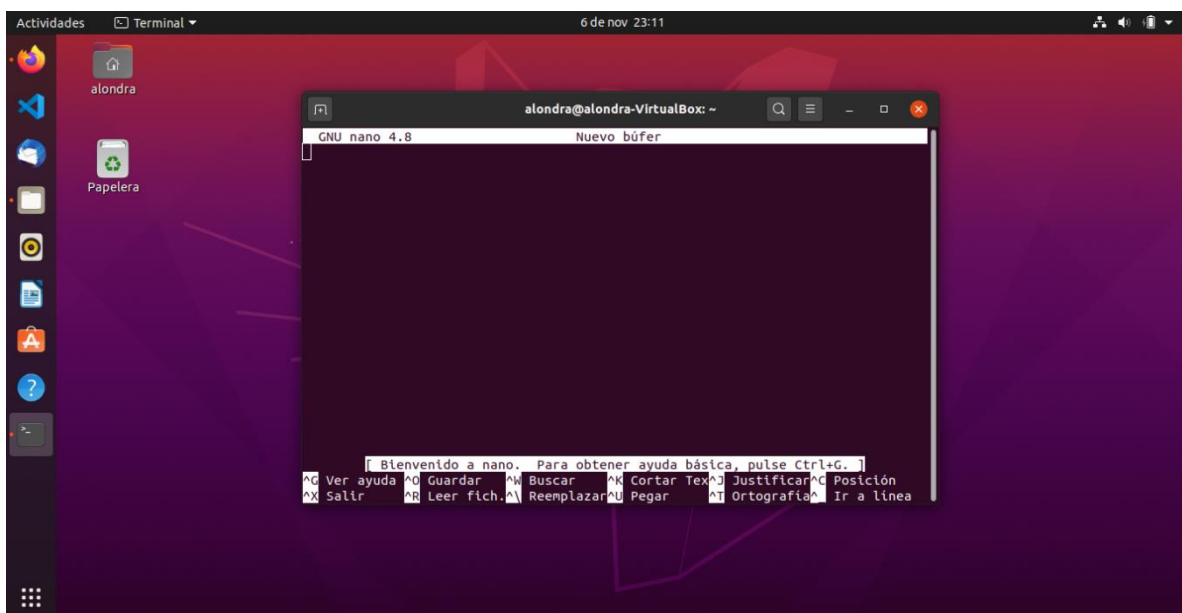 Actividades Terminal 6 de nov 23:11
alondra
alondra@alondra-VirtualBox: ~
GNU nano 4.8 Nuevo búfer
Papelera
[ Bienvenido a nano. Para obtener ayuda básica, pulse Ctrl+G. ]
^G Ver ayuda ^O Guardar ^W Buscar ^K Cortar Tex^J Justificar^C Posición
^X Salir ^R Leer fich.^\ Reemplazar^U Pegar ^T Ortografía^_ Ir a línea